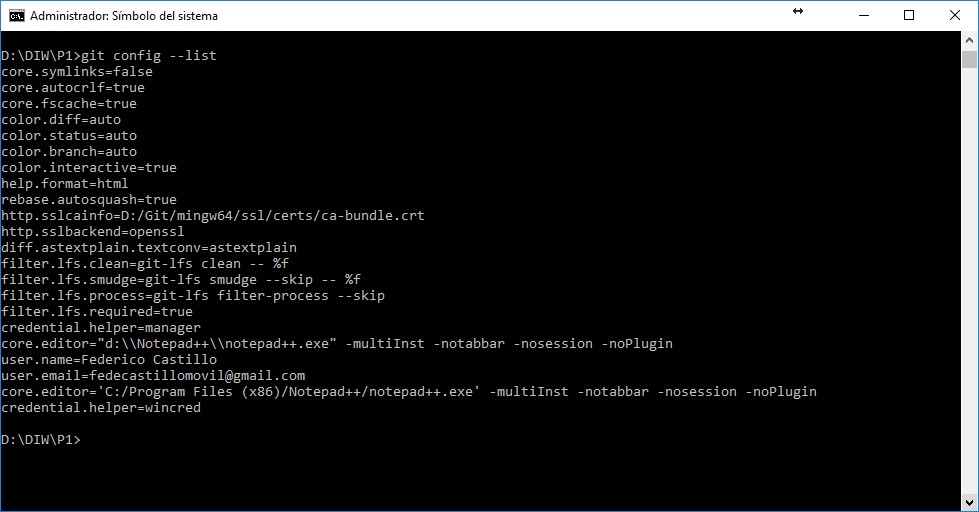 Administrador: Símbolo del sistema
D:\DIW\P1>git config --list
core.symlinks=false
core.autocrlf=true
core.fscache=true
color.diff=auto
color.status=auto
color.branch=auto
color.interactive=true
help.format=html
rebase.autosquash=true
http.sslcainfo=D:/Git/mingw64/ssl/certs/ca-bundle.crt
http.sslbackend=openssl
diff.astextplain.textconv=astextplain
filter.lfs.clean=git-lfs clean -- %f
filter.lfs.smudge=git-lfs smudge --skip -- %f
filter.lfs.process=git-lfs filter-process --skip
filter.lfs.required=true
credential.helper=manager
core.editor="d:\\Notepad++\\notepad++.exe" -multiInst -notabbar -nosession -noPlugin
user.name=Federico Castillo
user.email=fedecastillomovil@gmail.com
core.editor='C:/Program Files (x86)/Notepad++/notepad++.exe' -multiInst -notabbar -nosession -noPlugin
credential.helper=wincred
D:\DIW\P1>